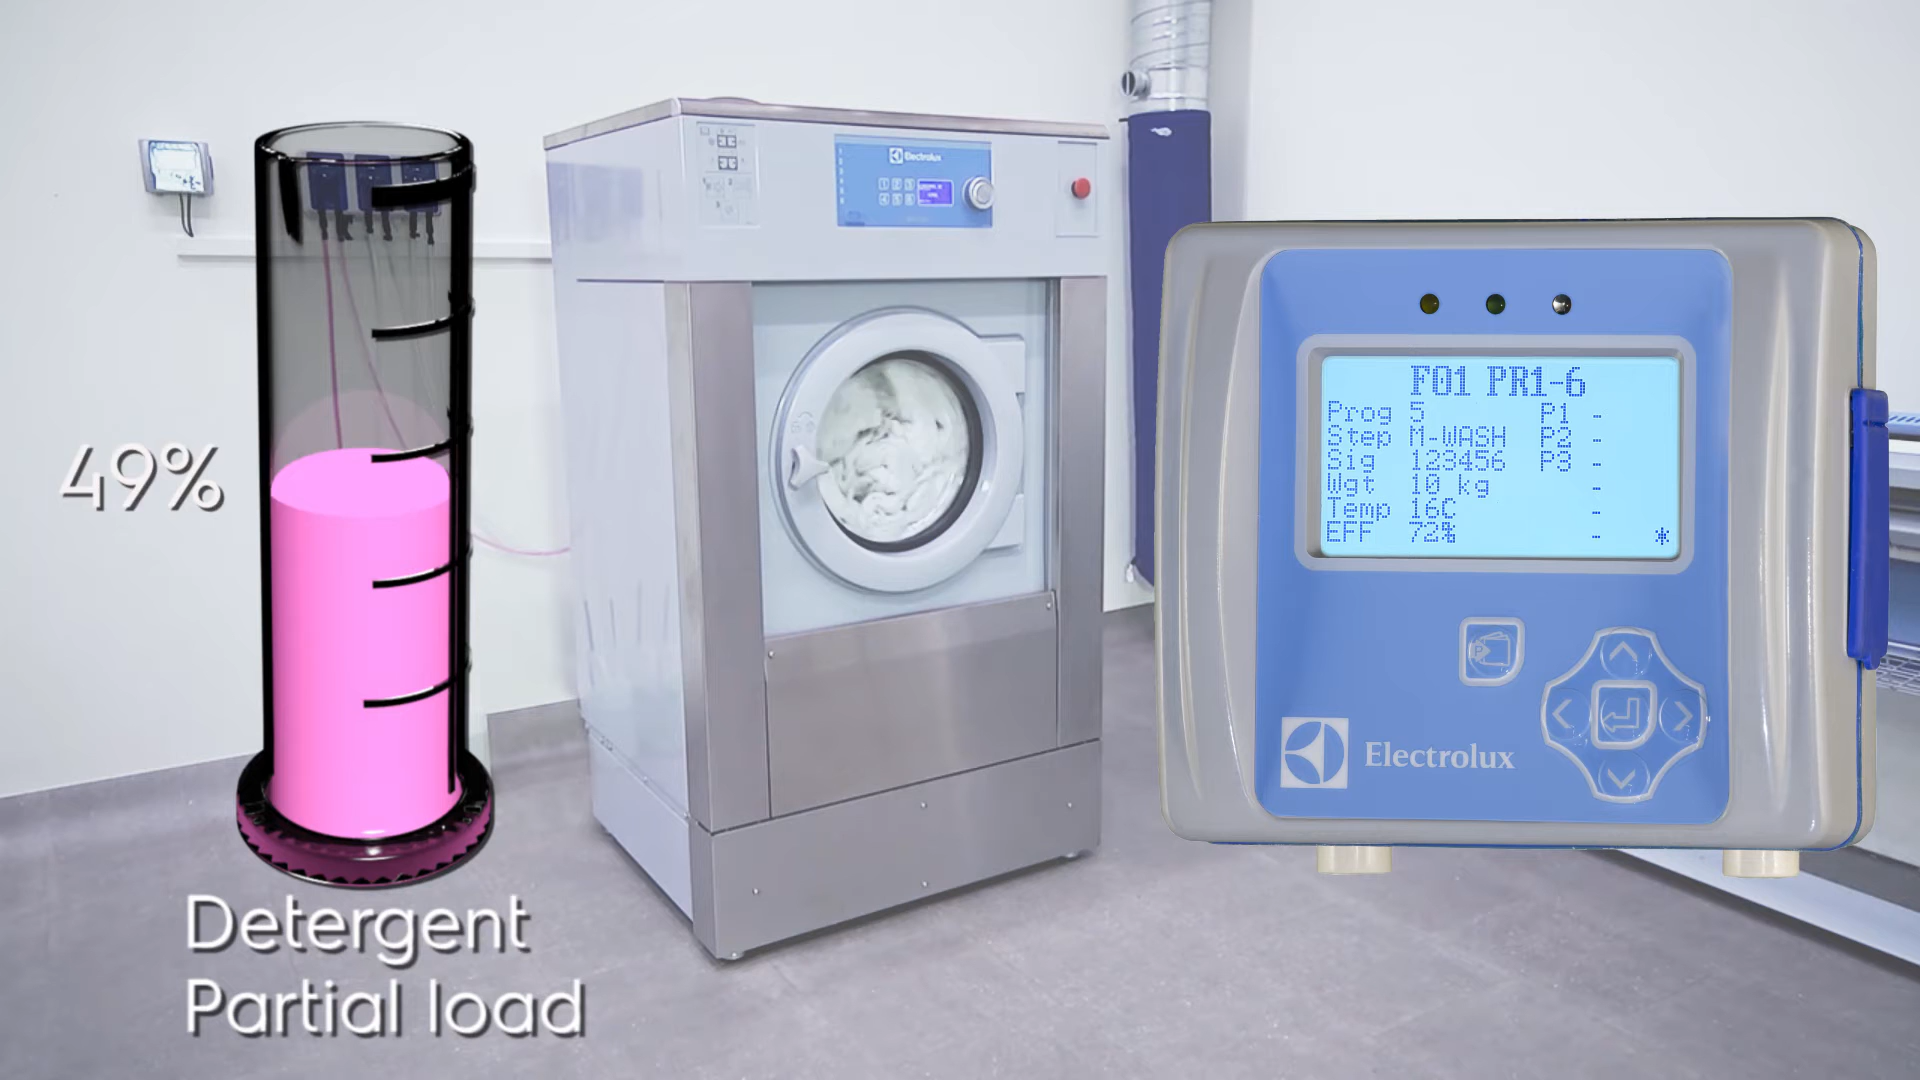 49%
Detergent
Partial load
Electrolux
F01 PR1-6
Prog 5 P1 -
Step M-WASH P2 -
Sig 123456 P3 -
Wgt 10 kg -
Temp 16C -
EFF 72% - *
Electrolux